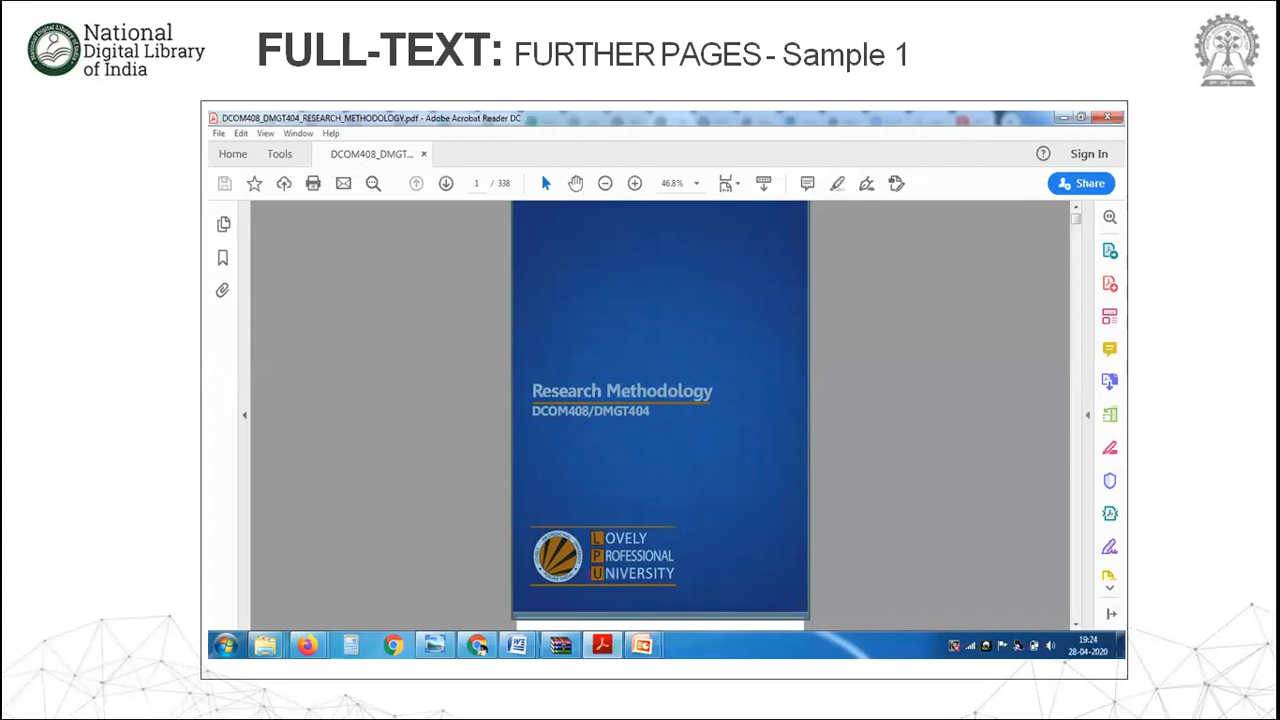 National
Digital Library
of India
FULL-TEXT: FURTHER PAGES - Sample 1
DCOM408_DMGT404_RESEARCH_METHODOLOGY.pdf - Adobe Acrobat Reader DC
File Edit View Window Help
Home Tools DCOM408_DMGT... × Sign In
1 / 338 46.8% Share
Research Methodology
DCOM408/DMGT404
LOVELY
PROFESSIONAL
UNIVERSITY
19:24
28-04-2020